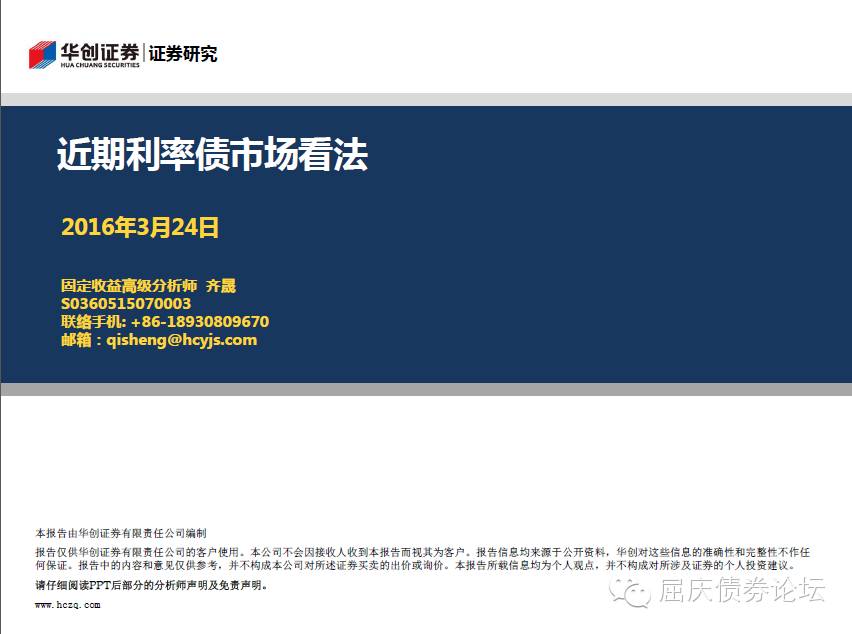 华创证券 证券研究
HUA CHUANG SECURITIES
近期利率债市场看法
2016年3月24日
固定收益高级分析师 齐晟
S0360515070003
联络手机: +86-18930809670
邮箱：qisheng@hcyjs.com
本报告由华创证券有限责任公司编制
报告仅供华创证券有限责任公司的客户使用。本公司不会因接收人收到本报告而视其为客户。报告信息均来源于公开资料，华创对这些信息的准确性和完整性不作任
何保证。报告中的内容和意见仅供参考，并不构成本公司对所述证券买卖的出价或询价。本报告所载信息均为个人观点，并不构成对所涉及证券的个人投资建议。
请仔细阅读PPT后部分的分析师声明及免责声明。
www.hczq.com
屈庆债券论坛